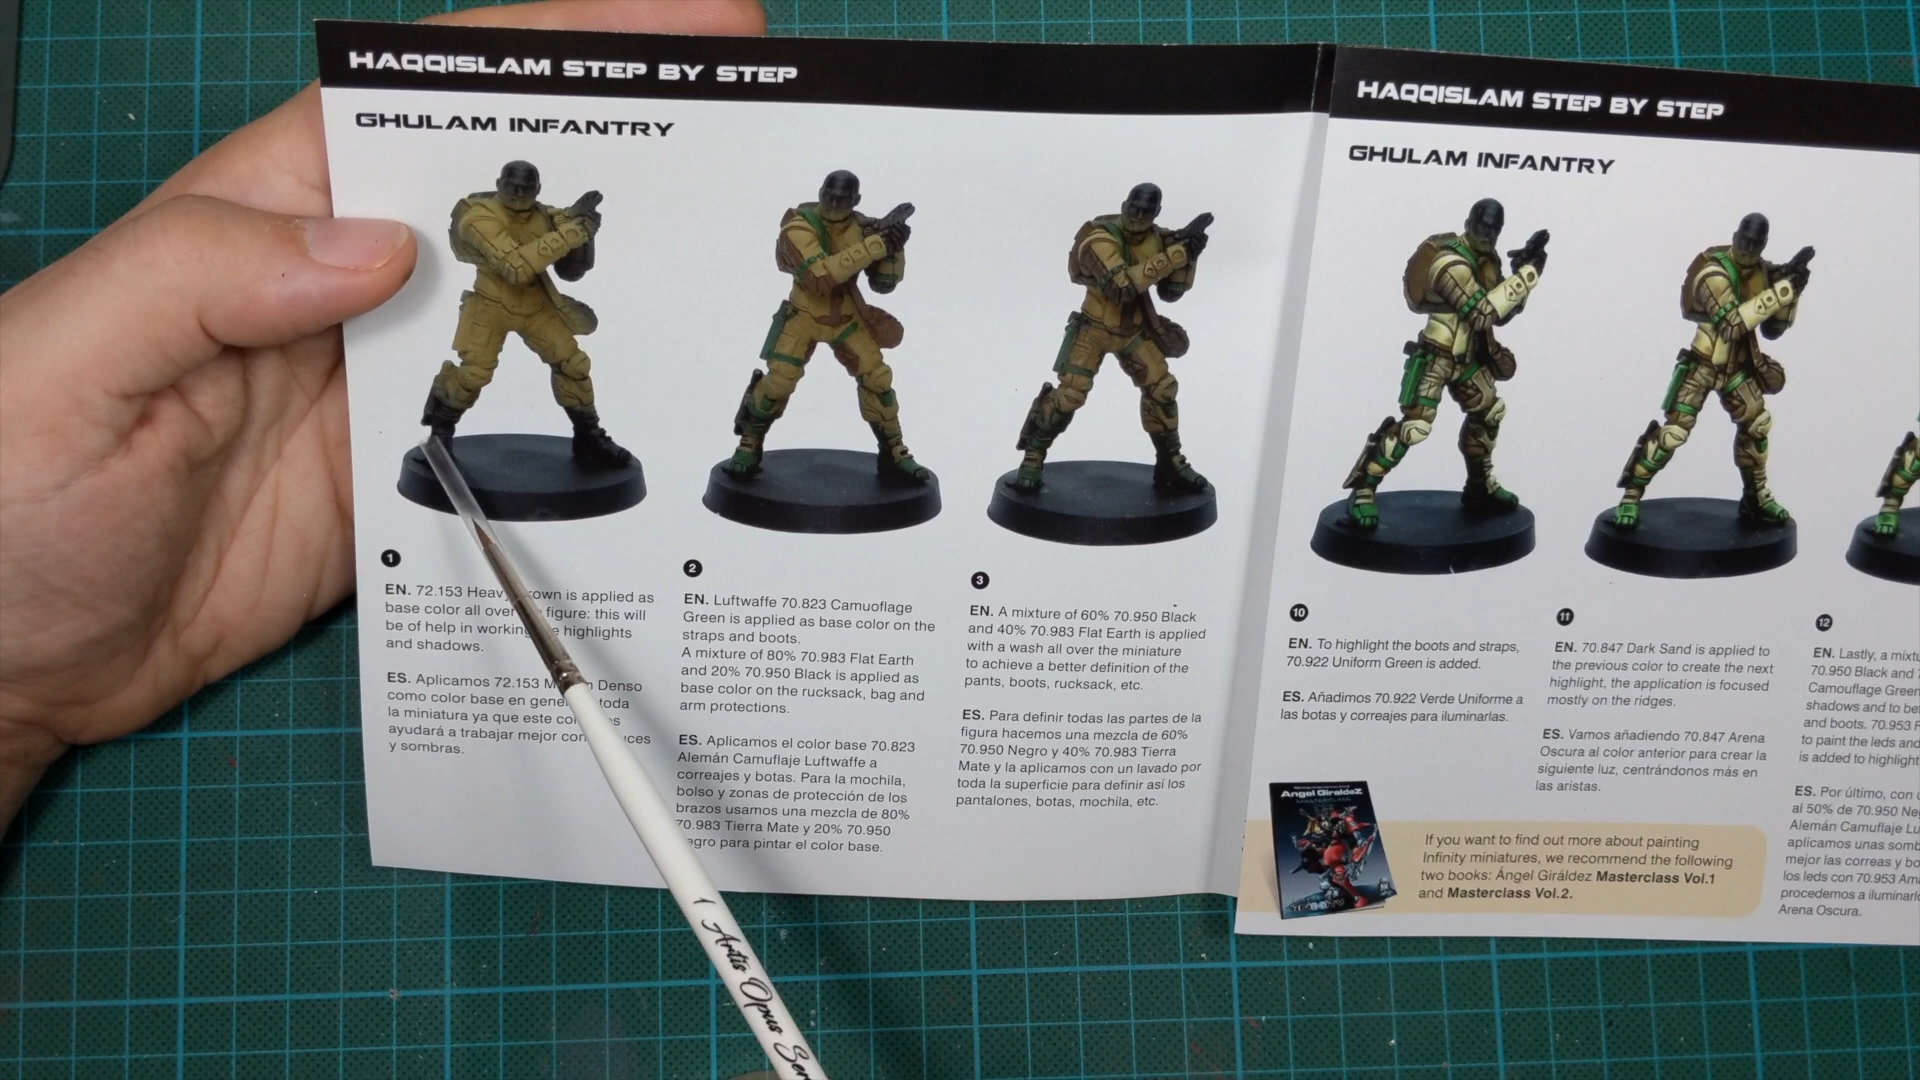 HAQQISLAM STEP BY STEP
GHULAM INFANTRY
1
EN. 72.153 Heavy is applied as
base color all over figure: this will
be of help in working highlights
and shadows.
ES. Aplicamos 72.153 Denso
como color base en toda
la miniatura ya que este
ayudará a trabajar mejor
y sombras.
2
EN. Luftwaffe 70.823 Camuoflage
Green is applied as base color on the
straps and boots.
A mixture of 80% 70.983 Flat Earth
and 20% 70.950 Black is applied as
base color on the rucksack, bag and
arm protections.
ES. Aplicamos el color base 70.823
Alemán Camuflaje Luftwaffe a
correajes y botas. Para la mochila,
bolso y zonas de protección de los
brazos usamos una mezcla de 80%
70.983 Tierra Mate y 20% 70.950
para pintar el color base.
3
EN. A mixture of 60% 70.950 Black
and 40% 70.983 Flat Earth is applied
with a wash all over the miniature
to achieve a better definition of the
pants, boots, rucksack, etc.
ES. Para definir todas las partes de la
figura hacemos una mezcla de 60%
70.950 Negro y 40% 70.983 Tierra
Mate y la aplicamos con un lavado por
toda la superficie para definir así los
pantalones, botas, mochila, etc.
HAQQISLAM STEP BY STEP
GHULAM INFANTRY
10
EN. To highlight the boots and straps,
70.922 Uniform Green is added.
ES. Añadimos 70.922 Verde Uniforme a
las botas y correajes para iluminarlas.
11
EN. 70.847 Dark Sand is applied to
the previous color to create the next
highlight, the application is focused
mostly on the ridges.
ES. Vamos añadiendo 70.847 Arena
Oscura al color anterior para crear la
siguiente luz, centrándonos más en
las aristas.
12
EN. Lastly, a
70.950 Black and
Camouflage Green
shadows and to
and boots. 70.953
to paint the leds and
is added to highlight
ES. Por último, con
al 50% de 70.950
Alemán Camuflaje
aplicamos unas
mejor las correas y
los leds con 70.953
procedemos a
Arena Oscura.
Angel GiraldeZ
MASTERCLASS
If you want to find out more about painting
Infinity miniatures, we recommend the following
two books: Ángel Giráldez Masterclass Vol.1
and Masterclass Vol.2.
1 Artis Opus